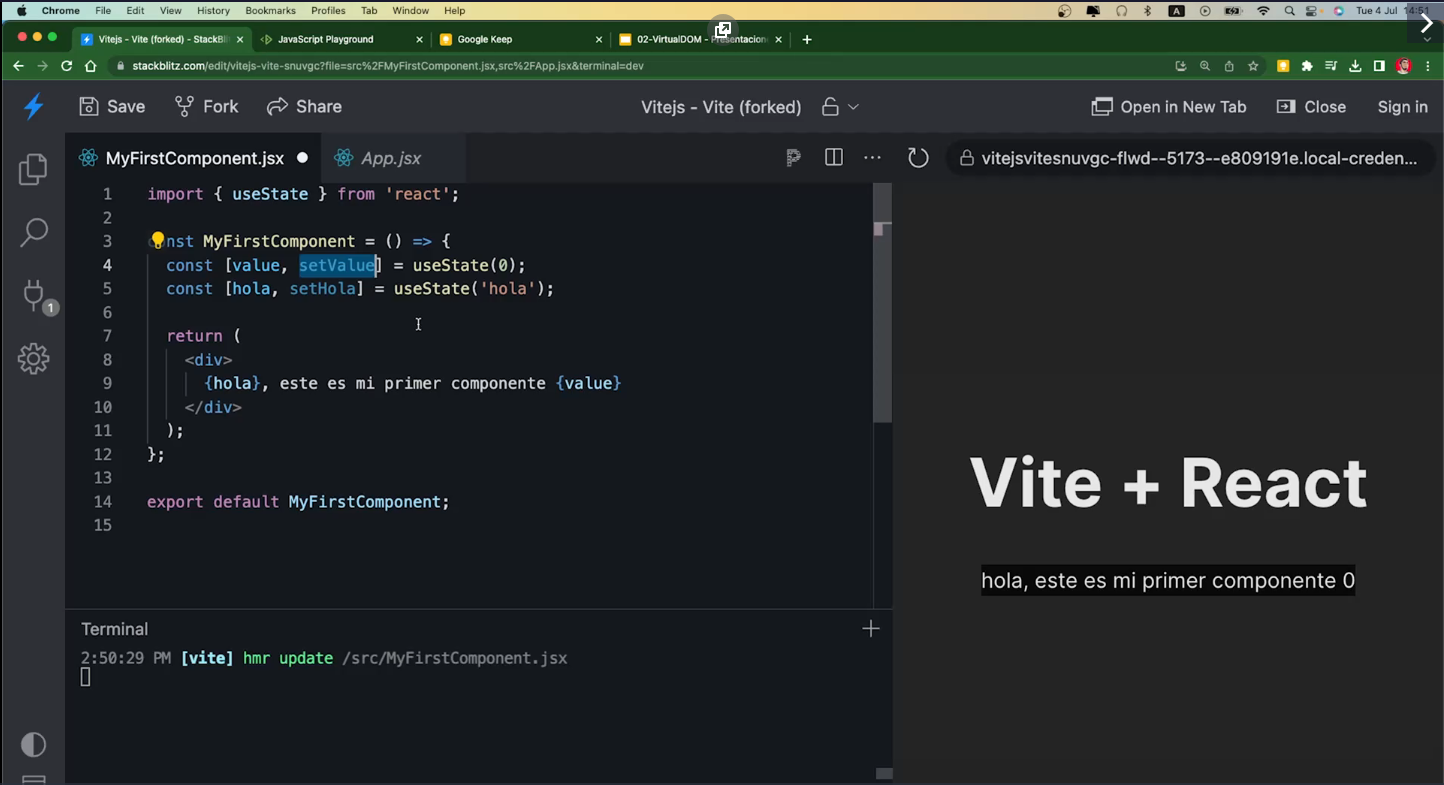 Chrome File Edit View History Bookmarks Profiles Tab Window Help A Tue 4 Jul 14:51
Vitejs - Vite (forked) - StackBli JavaScript Playground Google Keep 02-VirtualDOM - Presentacion
stackblitz.com/edit/vitejs-vite-snuvgc?file=src%2FMyFirstComponent.jsx,src%2FApp.jsx&terminal=dev
Save Fork Share Vitejs - Vite (forked) Open in New Tab Close Sign in
MyFirstComponent.jsx App.jsx vitejsvitesnuvgc-flwd--5173--e809191e.local-creden...
1 import { useState } from 'react';
2
3 nst MyFirstComponent = () => {
4 const [value, setValue] = useState(0);
5 const [hola, setHola] = useState('hola');
6
7 return (
8 <div>
9 {hola}, este es mi primer componente {value}
10 </div>
11 );
12 };
13
14 export default MyFirstComponent;
15
1
Vite + React
hola, este es mi primer componente 0
Terminal
2:50:29 PM [vite] hmr update /src/MyFirstComponent.jsx